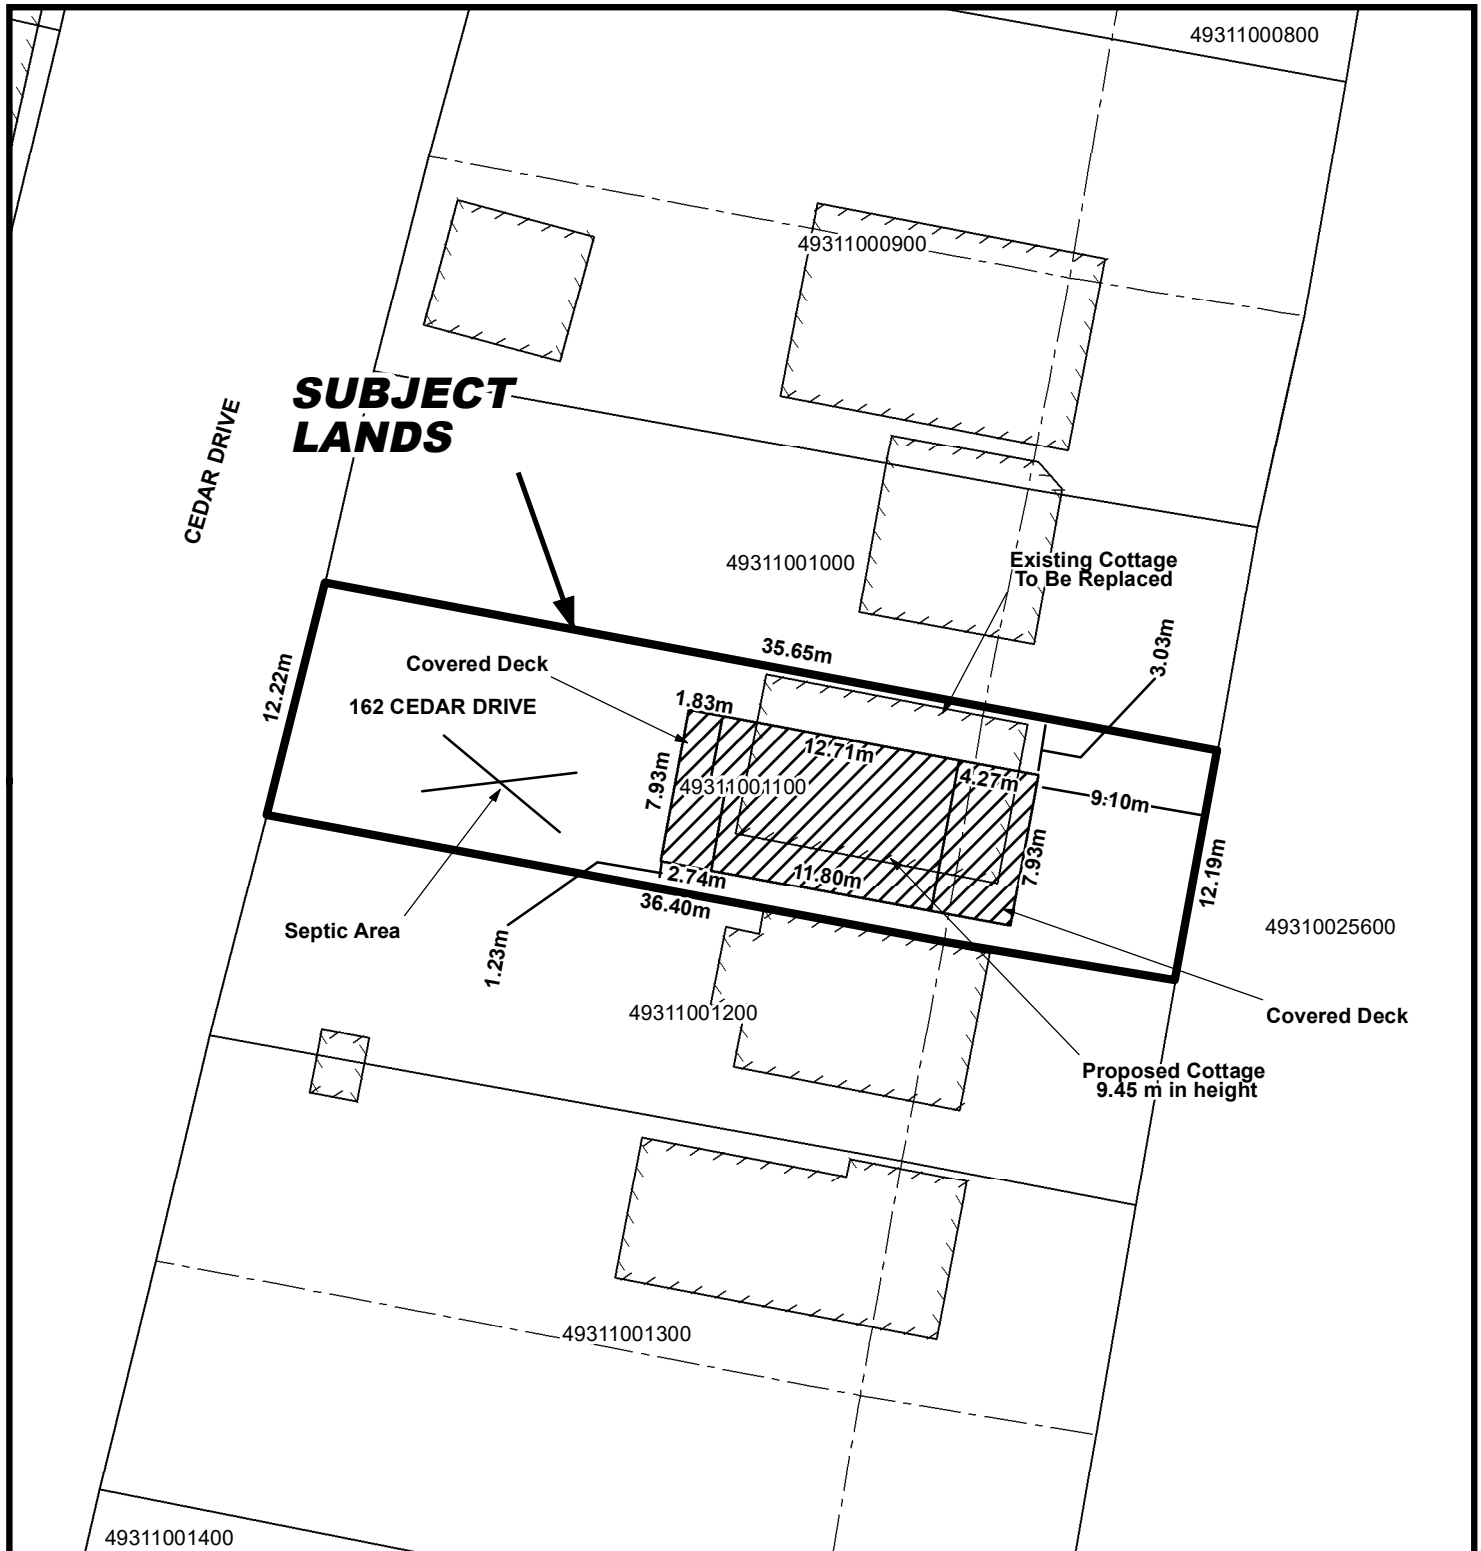 49311000800
49311000900
SUBJECT
LANDS
CEDAR DRIVE
49311001000
Existing Cottage
To Be Replaced
3.03m
35.65m
12.22m
Covered Deck
162 CEDAR DRIVE
1.83m
12.71m
4.27m
7.93m
49311001100
9.10m
7.93m
12.19m
2.74m
11.80m
36.40m
Septic Area
1.23m
49310025600
49311001200
Covered Deck
Proposed Cottage
9.45 m in height
49311001300
49311001400